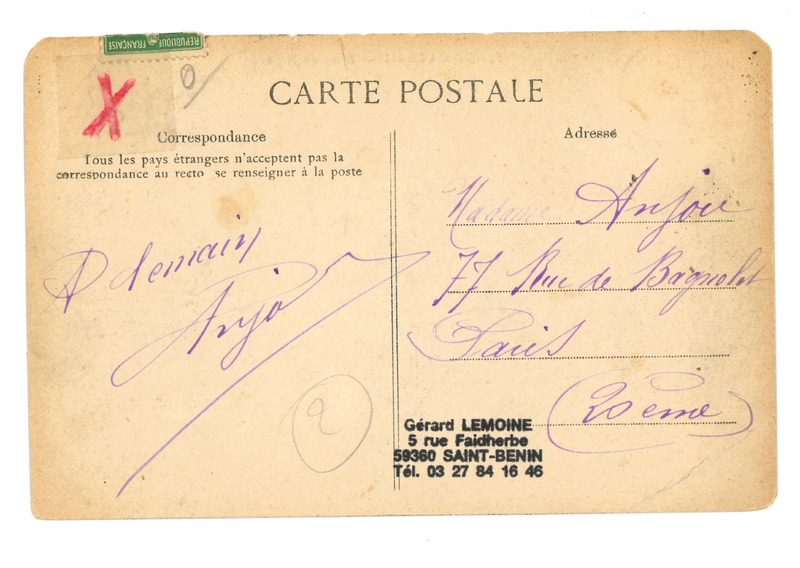 REPUBLIQUE FRANÇAISE
X
0
CARTE POSTALE
Correspondance
Tous les pays étrangers n'acceptent pas la
correspondance au recto se renseigner à la poste
A demain
Anjou
2
Adresse
Madame Anjou
77 Rue de Bagnolet
Paris
(20ème)
Gérard LEMOINE
5 rue Faidherbe
59360 SAINT-BENIN
Tél. 03 27 84 16 46